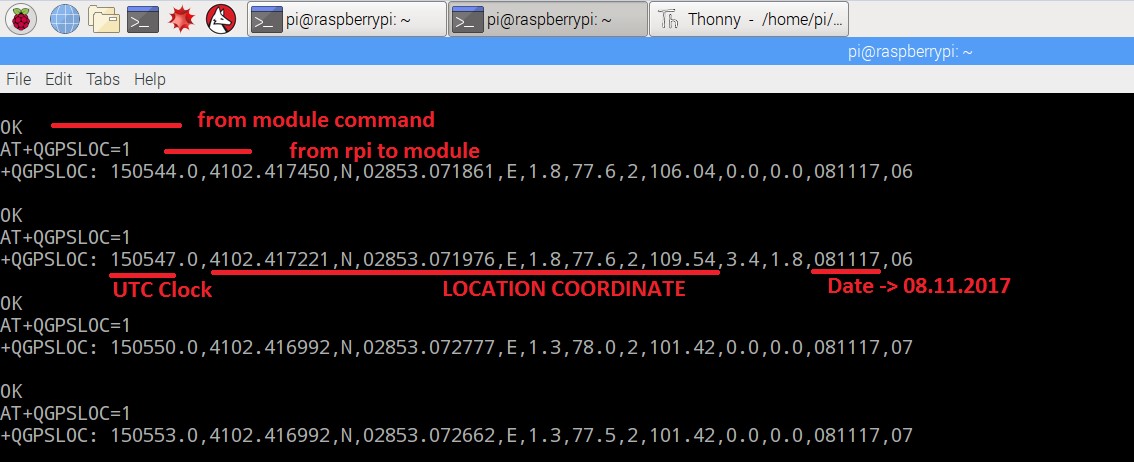 pi@raspberrypi: ~ pi@raspberrypi: ~ Th Thonny - /home/pi/...
pi@raspberrypi: ~
File Edit Tabs Help
OK from module command
AT+QGPSLOC=1 from rpi to module
+QGPSLOC: 150544.0,4102.417450,N,02853.071861,E,1.8,77.6,2,106.04,0.0,0.0,081117,06
OK
AT+QGPSLOC=1
+QGPSLOC: 150547.0,4102.417221,N,02853.071976,E,1.8,77.6,2,109.54,3.4,1.8,081117,06
UTC Clock LOCATION COORDINATE Date -> 08.11.2017
OK
AT+QGPSLOC=1
+QGPSLOC: 150550.0,4102.416992,N,02853.072777,E,1.3,78.0,2,101.42,0.0,0.0,081117,07
OK
AT+QGPSLOC=1
+QGPSLOC: 150553.0,4102.416992,N,02853.072662,E,1.3,77.5,2,101.42,0.0,0.0,081117,07